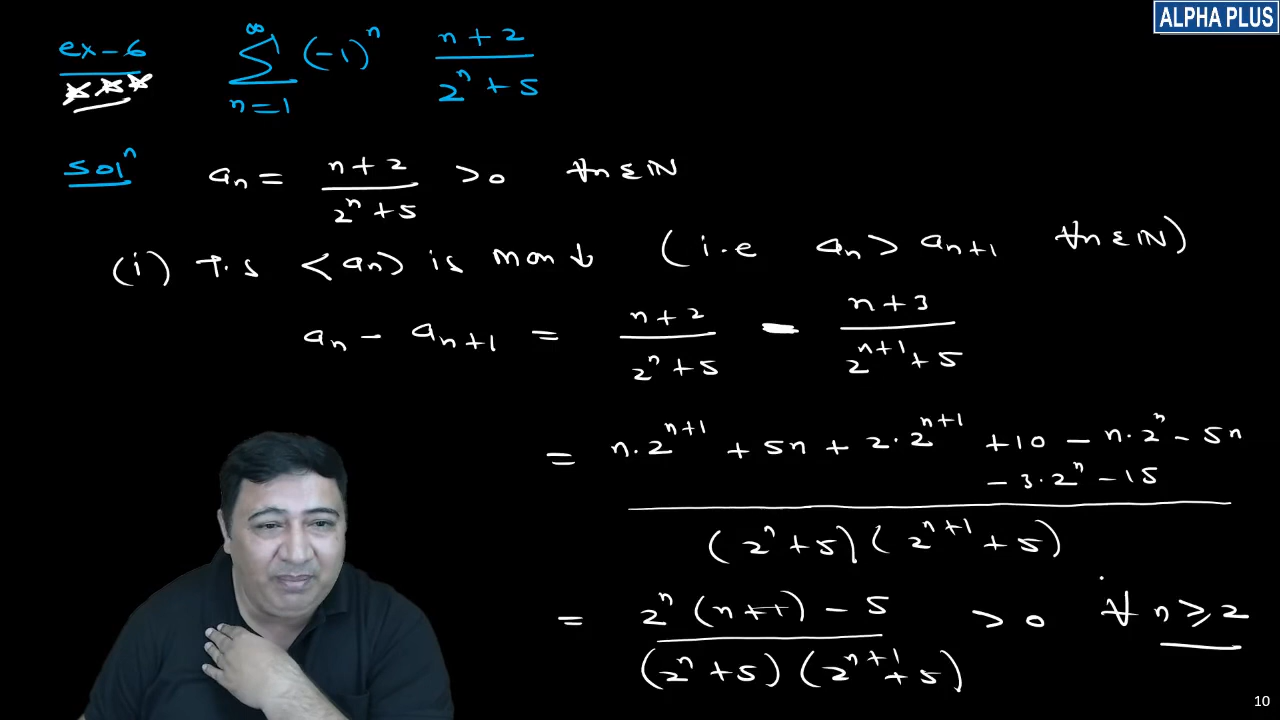 ALPHA PLUS
ex-6 ∑_{n=1}^{∞} (-1)^n (n+2)/(2^n+5)
sol^n a_n = (n+2)/(2^n+5) > 0 ∀n∈ℕ
(i) T.S <a_n> is mon↓ (i.e a_n > a_{n+1} ∀n∈ℕ)
a_n - a_{n+1} = (n+2)/(2^n+5) - (n+3)/(2^{n+1}+5)
= (n·2^{n+1} + 5n + 2·2^{n+1} + 10 - n·2^n - 5n - 3·2^n - 15)/((2^n+5)(2^{n+1}+5))
= (2^n(n+1) - 5)/((2^n+5)(2^{n+1}+5)) > 0 ∀ n ≥ 2
10